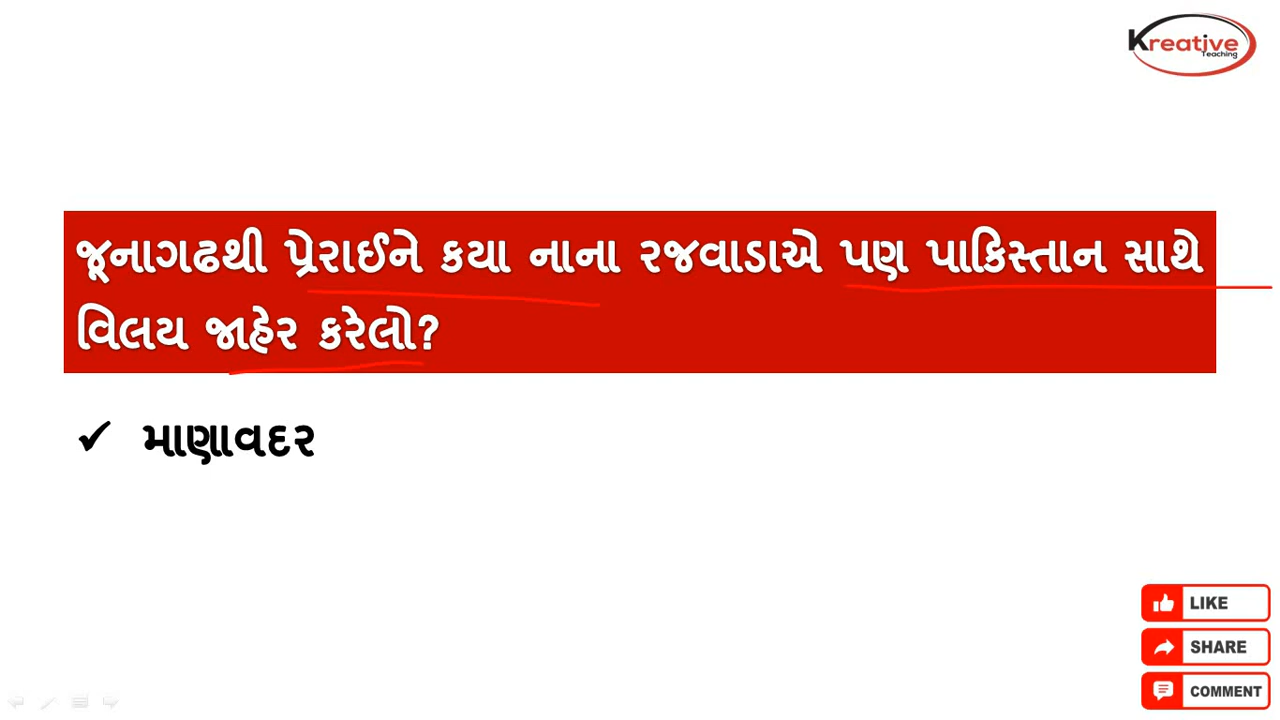 Kreative
Teaching
જૂનાગઢથી પ્રેરાઈને કયા નાના રજવાડાએ પણ પાકિસ્તાન સાથે
વિલય જાહેર કરેલો?
✓ માણાવદર
LIKE
SHARE
COMMENT